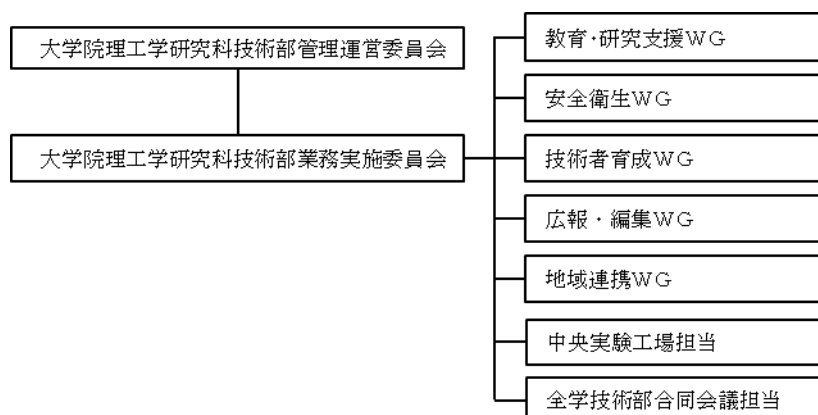 大学院理工学研究科技術部管理運営委員会
大学院理工学研究科技術部業務実施委員会
教育・研究支援ＷＧ
安全衛生ＷＧ
技術者育成ＷＧ
広報・編集ＷＧ
地域連携ＷＧ
中央実験工場担当
全学技術部合同会議担当